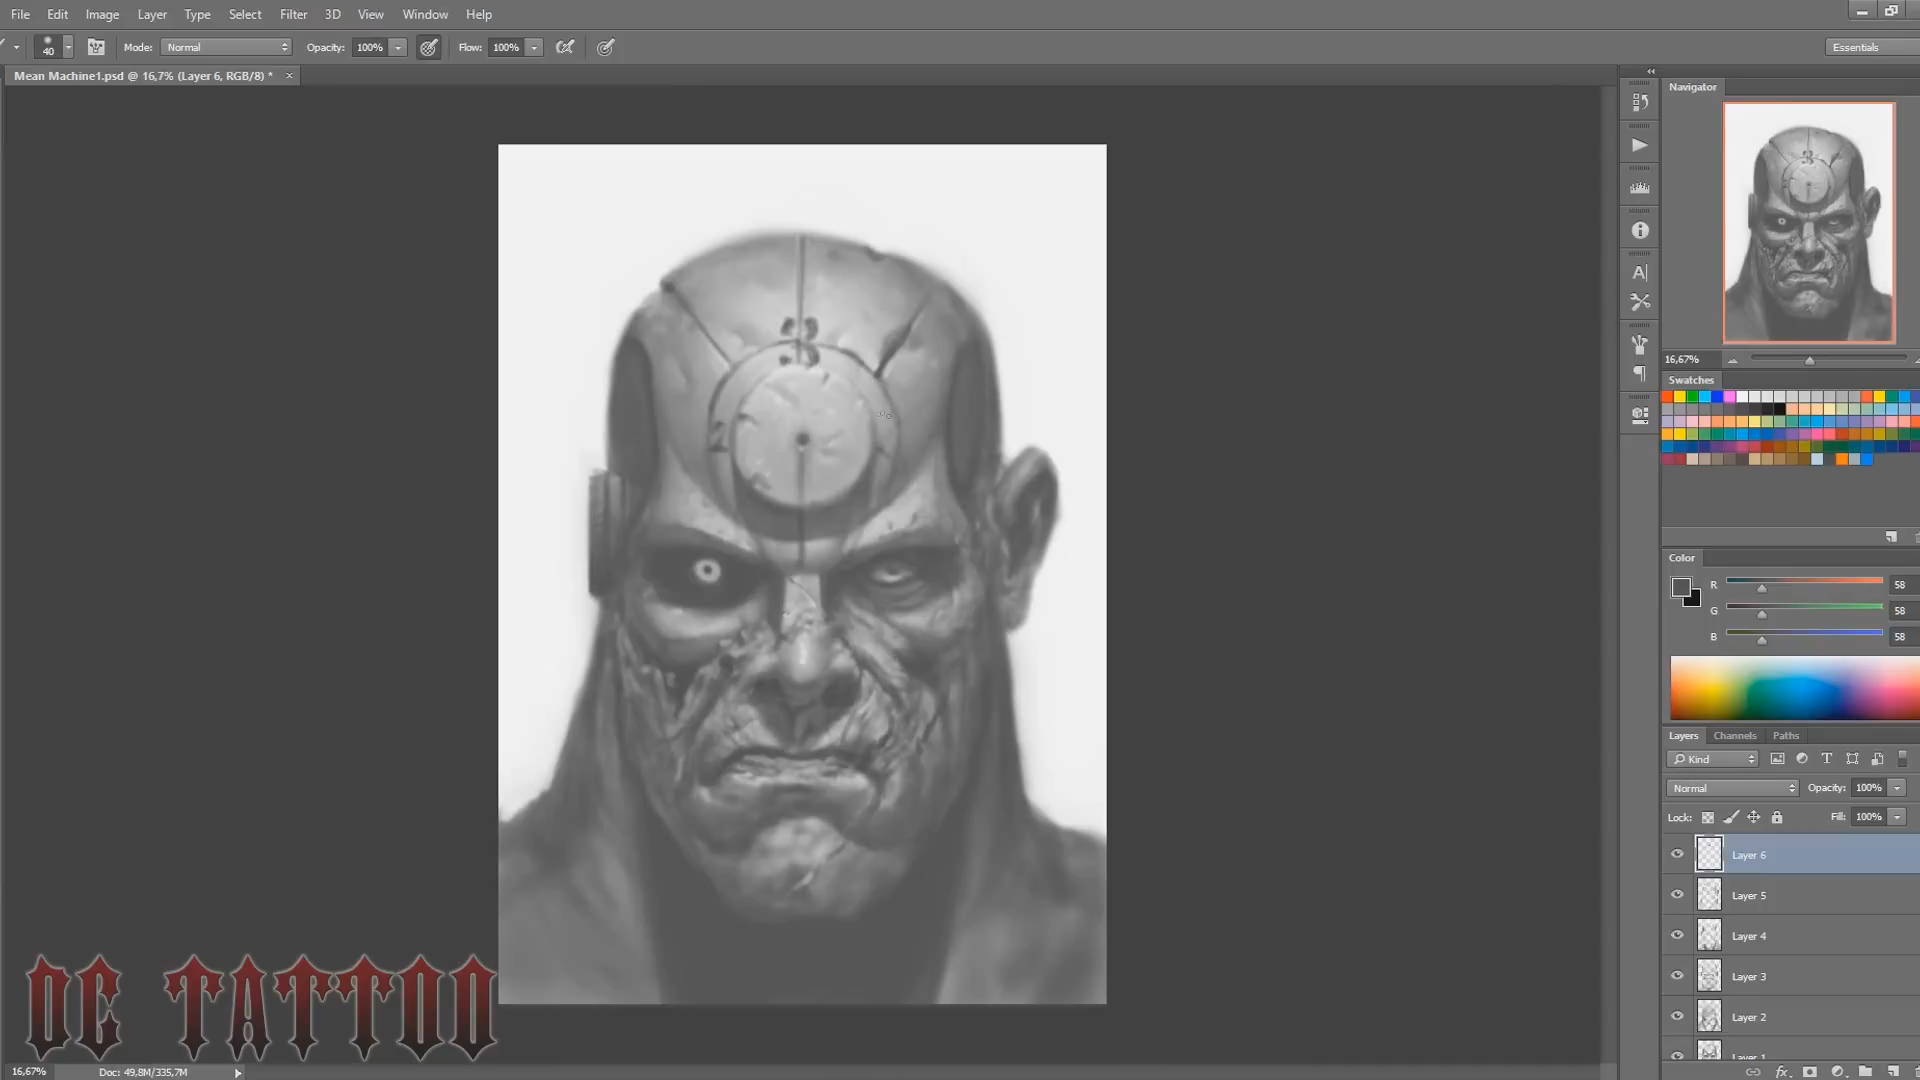 File Edit Image Layer Type Select Filter 3D View Window Help
40 Mode: Normal Opacity: 100% Flow: 100% Essentials
Mean Machine1.psd @ 16,7% (Layer 6, RGB/8) * ×
Navigator
16,67%
Swatches
Color
R 58
G 58
B 58
Layers Channels Paths
Kind
Normal Opacity: 100%
Lock: Fill: 100%
Layer 6
Layer 5
Layer 4
Layer 3
Layer 2
Layer 1
DE TATTOO
16,67% Doc: 49,8M/335,7M